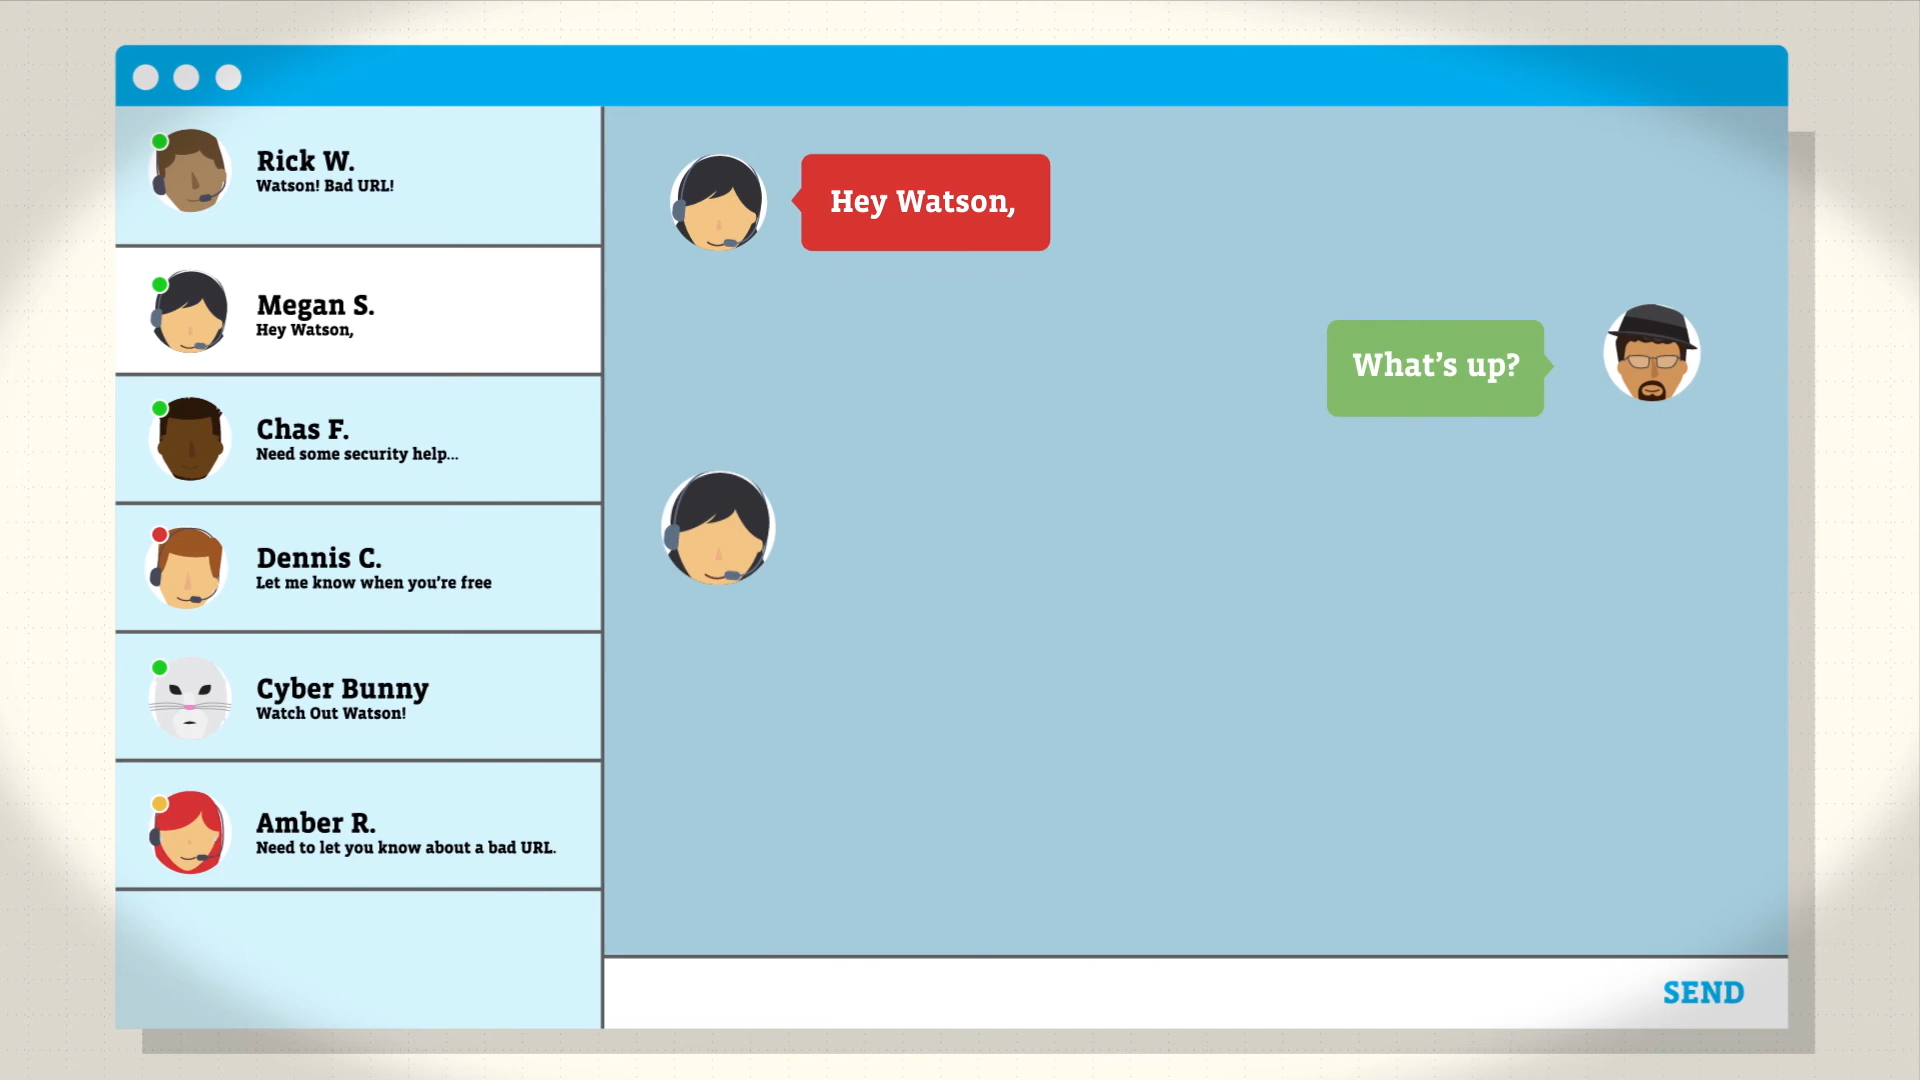 Rick W.
Watson! Bad URL!
Megan S.
Hey Watson,
Chas F.
Need some security help...
Dennis C.
Let me know when you're free
Cyber Bunny
Watch Out Watson!
Amber R.
Need to let you know about a bad URL.
Hey Watson,
What's up?
SEND